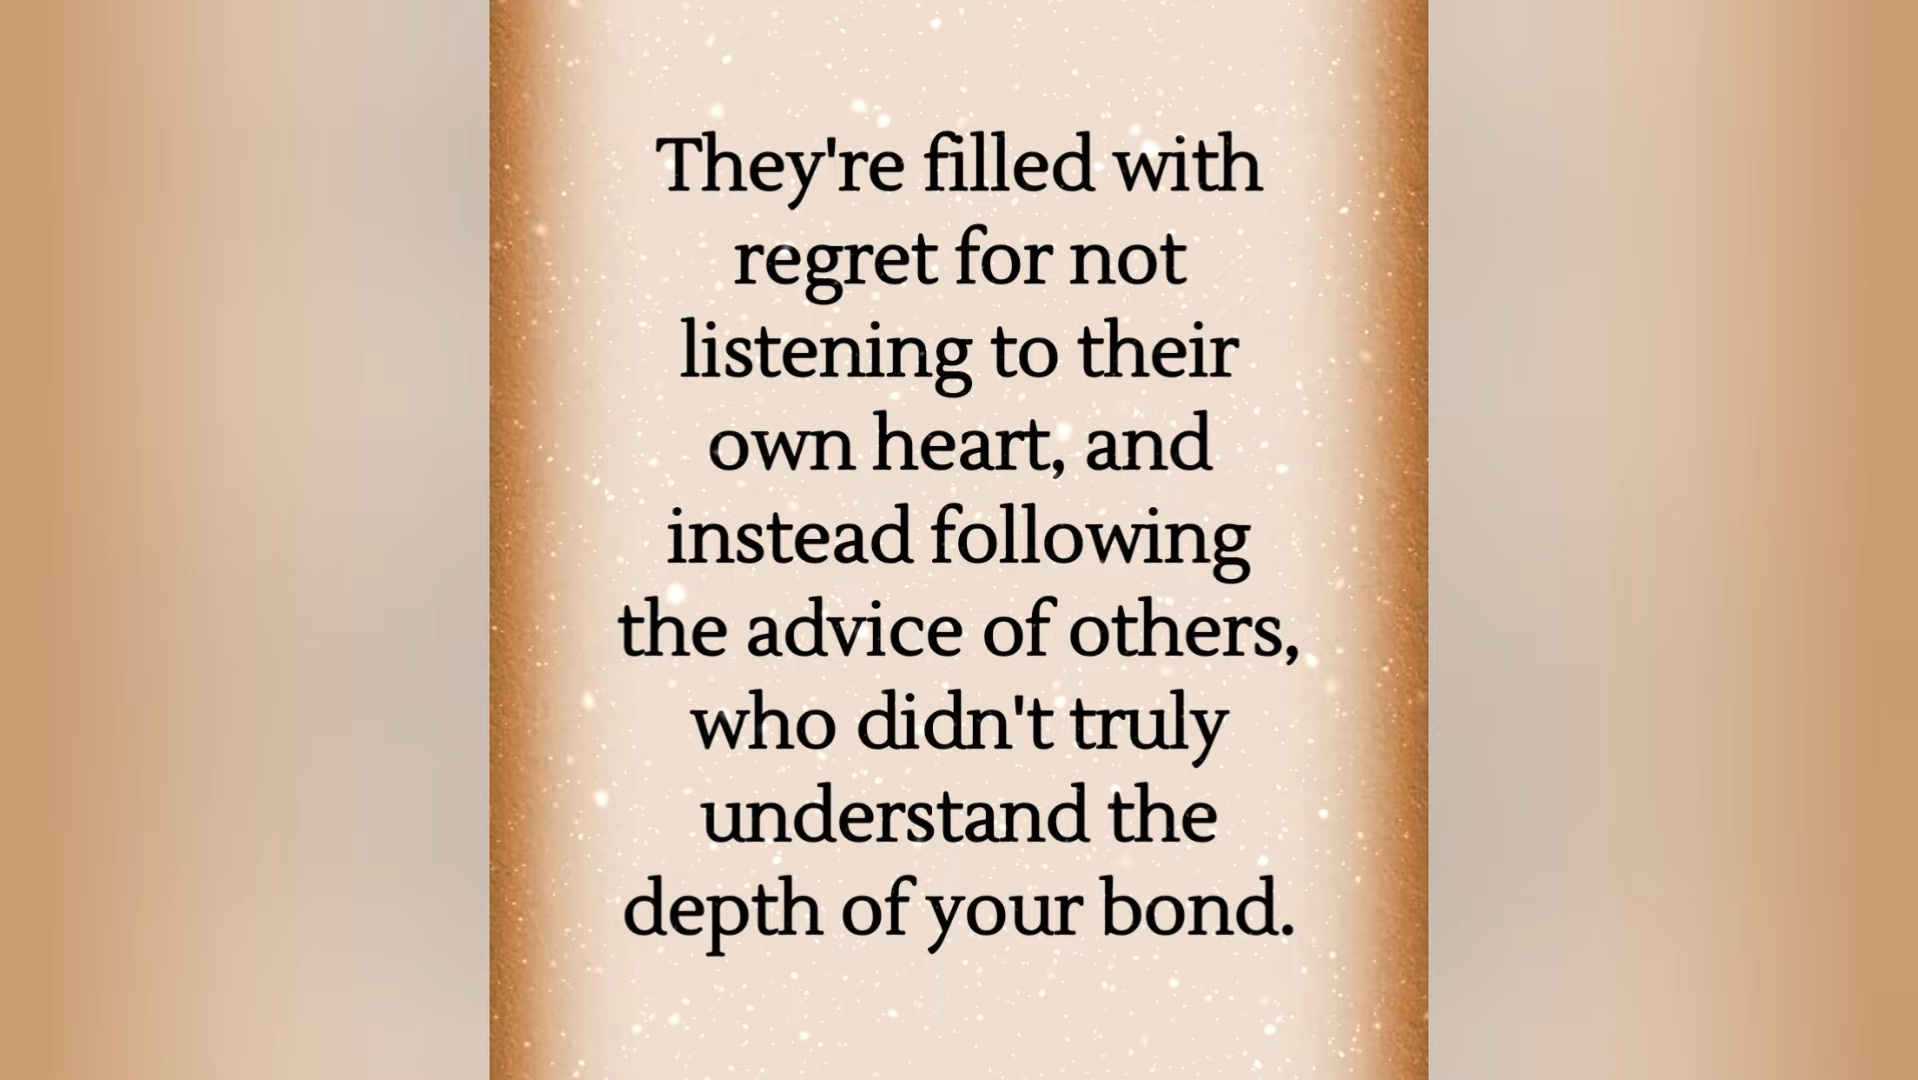 They're filled with
regret for not
listening to their
own heart, and
instead following
the advice of others,
who didn't truly
understand the
depth of your bond.